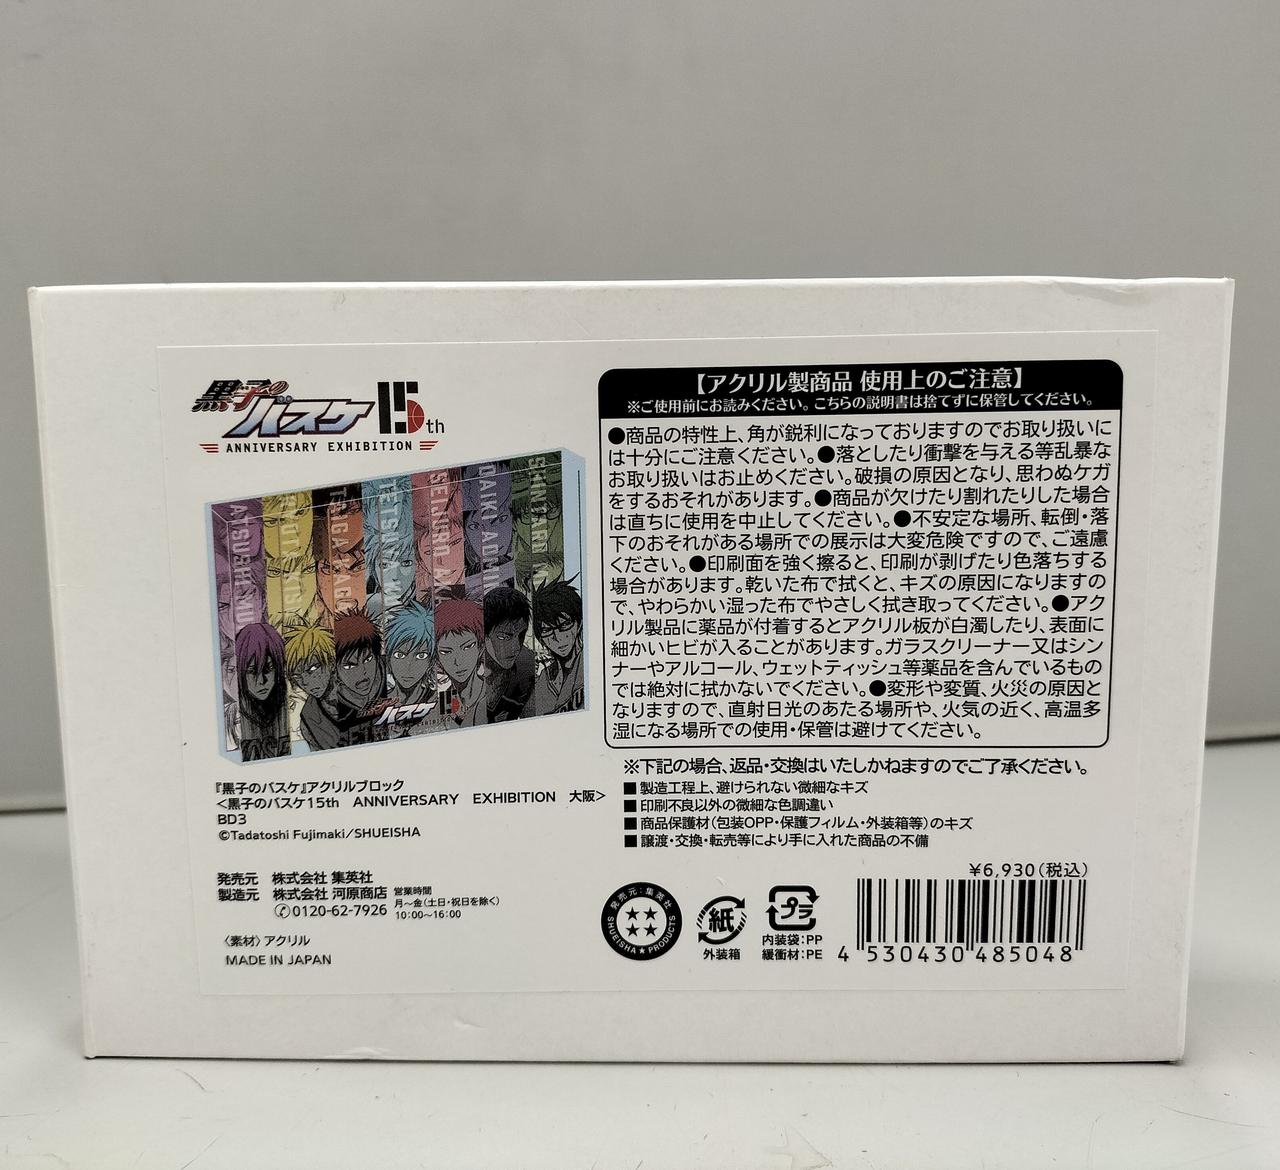 黒子のバスケ 15th
ANNIVERSARY EXHIBITION
SEIJURO
DAIKI
SHINTARO
黒子のバスケ 15th
『黒子のバスケ』アクリルブロック
<黒子のバスケ15th ANNIVERSARY EXHIBITION 大阪>
BD3
©Tadatoshi Fujimaki/SHUEISHA
発売元 株式会社 集英社
製造元 株式会社 河原商店
0120-62-7926
営業時間
月~金(土日・祝日を除く)
10:00~16:00
〈素材〉アクリル
MADE IN JAPAN
【アクリル製商品 使用上のご注意】
※ご使用前にお読みください。こちらの説明書は捨てずに保管してください。
●商品の特性上、角が鋭利になっておりますのでお取り扱いに
は十分にご注意ください。●落としたり衝撃を与える等乱暴な
お取り扱いはお止めください。破損の原因となり、思わぬケガ
をするおそれがあります。●商品が欠けたり割れたりした場合
は直ちに使用を中止してください。●不安定な場所、転倒・落
下のおそれがある場所での展示は大変危険ですので、ご遠慮
ください。●印刷面を強く擦ると、印刷が剥げたり色落ちする
場合があります。乾いた布で拭くと、キズの原因になりますの
で、やわらかい湿った布でやさしく拭き取ってください。●アク
リル製品に薬品が付着するとアクリル板が白濁したり、表面に
細かいヒビが入ることがあります。ガラスクリーナー又はシン
ナーやアルコール、ウェットティッシュ等薬品を含んでいるもの
では絶対に拭かないでください。●変形や変質、火災の原因と
なりますので、直射日光のあたる場所や、火気の近く、高温多
湿になる場所での使用・保管は避けてください。
※下記の場合、返品・交換はいたしかねますのでご了承ください。
■製造工程上、避けられない微細なキズ
■印刷不良以外の微細な色調違い
■商品保護材(包装OPP・保護フィルム・外装箱等)のキズ
■譲渡・交換・転売等により手に入れた商品の不備
¥6,930(税込)
発売元:集英社
SHUEISHA★PRODUCTS
紙
外装箱
プラ
内装袋:PP
緩衝材:PE
4 530430 485048